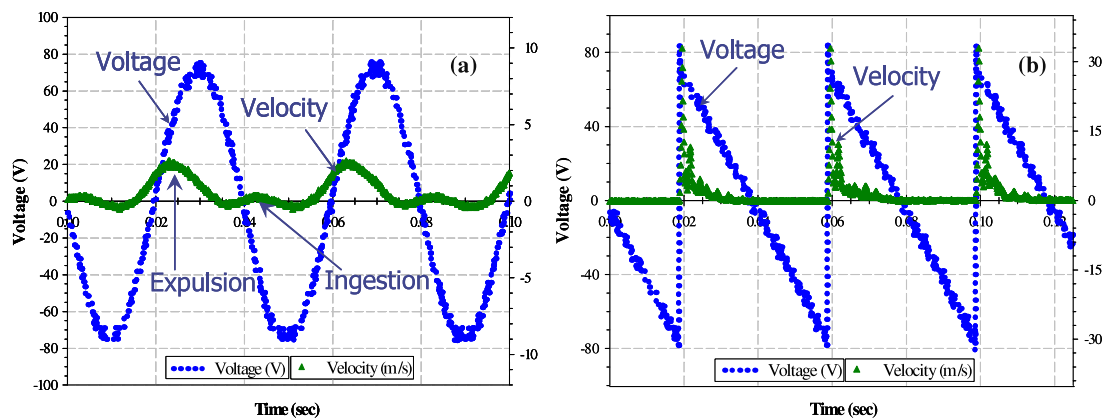 100
80
60
40
20
0
-20
-40
-60
-80
-100
Voltage (V)
10
5
0
-5
-10
(a)
Voltage
Velocity
Expulsion
Ingestion
0.00 0.02 0.04 0.06 0.08 0.10
Voltage (V) Velocity (m/s)
Time (sec)
80
40
0
-40
-80
Voltage (V)
30
15
0
-15
-30
(b)
Voltage
Velocity
0.00 0.02 0.04 0.06 0.08 0.10 0.12
Voltage (V) Velocity (m/s)
Time (sec)